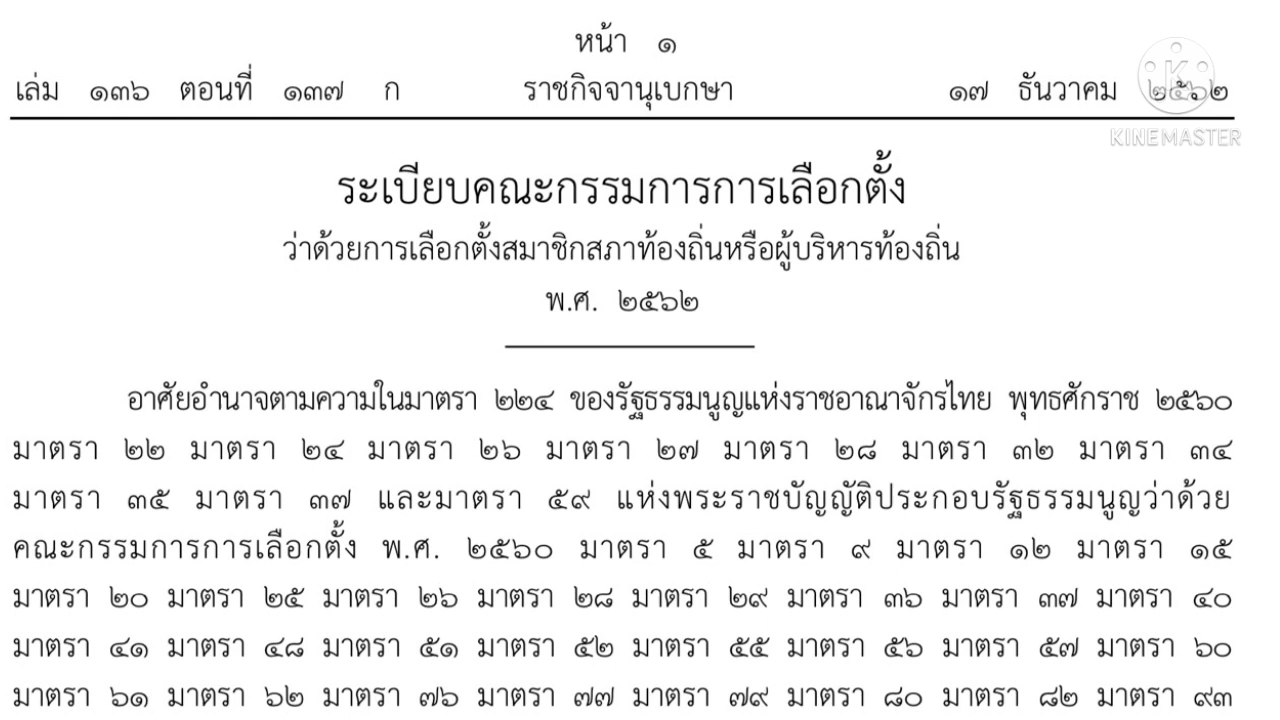 หน้า ๑
เล่ม ๑๓๖ ตอนที่ ๑๓๗ ก ราชกิจจานุเบกษา ๑๗ ธันวาคม ๒๕๖๒
KINEMASTER
ระเบียบคณะกรรมการการเลือกตั้ง
ว่าด้วยการเลือกตั้งสมาชิกสภาท้องถิ่นหรือผู้บริหารท้องถิ่น
พ.ศ. ๒๕๖๒
อาศัยอำนาจตามความในมาตรา ๒๒๔ ของรัฐธรรมนูญแห่งราชอาณาจักรไทย พุทธศักราช ๒๕๖๐
มาตรา ๒๒ มาตรา ๒๔ มาตรา ๒๖ มาตรา ๒๗ มาตรา ๒๘ มาตรา ๓๒ มาตรา ๓๔
มาตรา ๓๕ มาตรา ๓๗ และมาตรา ๕๙ แห่งพระราชบัญญัติประกอบรัฐธรรมนูญว่าด้วย
คณะกรรมการการเลือกตั้ง พ.ศ. ๒๕๖๐ มาตรา ๕ มาตรา ๙ มาตรา ๑๒ มาตรา ๑๕
มาตรา ๒๐ มาตรา ๒๕ มาตรา ๒๖ มาตรา ๒๘ มาตรา ๒๙ มาตรา ๓๖ มาตรา ๓๗ มาตรา ๔๐
มาตรา ๔๑ มาตรา ๔๘ มาตรา ๕๑ มาตรา ๕๒ มาตรา ๕๕ มาตรา ๕๖ มาตรา ๕๗ มาตรา ๖๐
มาตรา ๖๑ มาตรา ๖๒ มาตรา ๗๖ มาตรา ๗๗ มาตรา ๗๙ มาตรา ๘๐ มาตรา ๘๒ มาตรา ๙๓